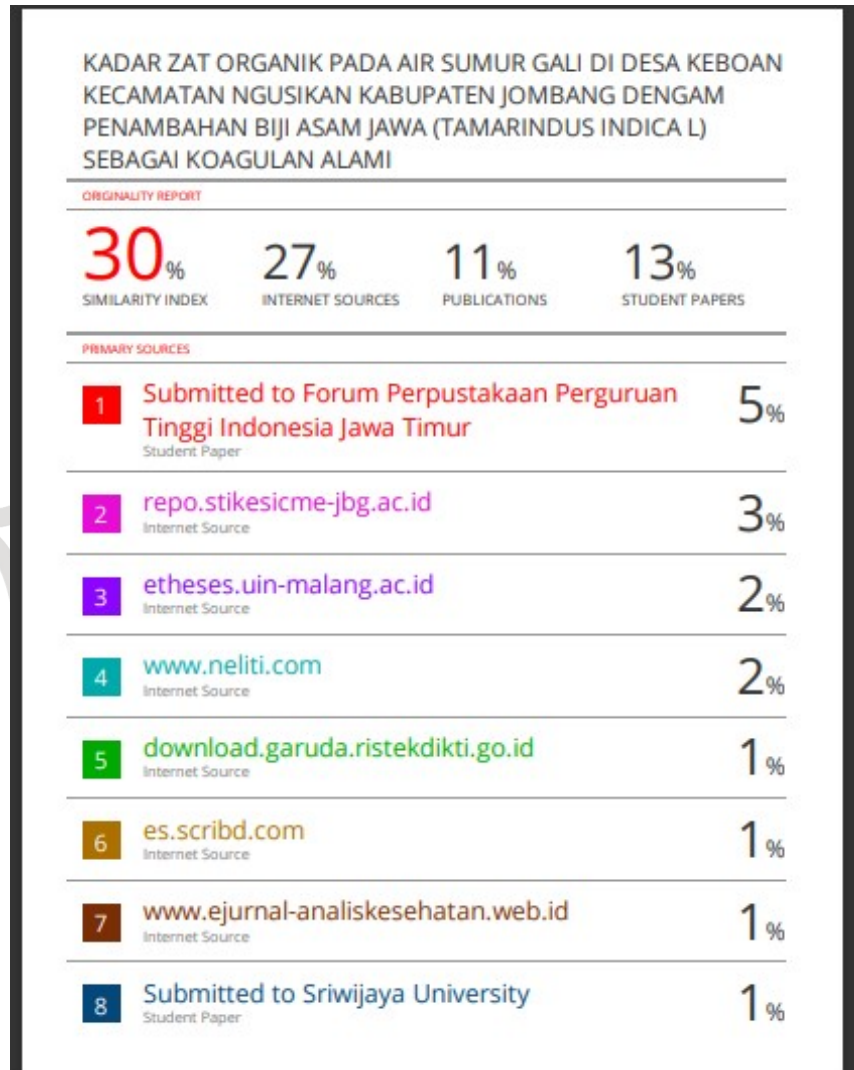 KADAR ZAT ORGANIK PADA AIR SUMUR GALI DI DESA KEBOAN
KECAMATAN NGUSIKAN KABUPATEN JOMBANG DENGAM
PENAMBAHAN BIJI ASAM JAWA (TAMARINDUS INDICA L)
SEBAGAI KOAGULAN ALAMI
ORIGINALITY REPORT
30% 27% 11% 13%
SIMILARITY INDEX INTERNET SOURCES PUBLICATIONS STUDENT PAPERS
PRIMARY SOURCES
1 Submitted to Forum Perpustakaan Perguruan 5%
Tinggi Indonesia Jawa Timur
Student Paper
2 repo.stikesicme-jbg.ac.id 3%
Internet Source
3 etheses.uin-malang.ac.id 2%
Internet Source
4 www.neliti.com 2%
Internet Source
5 download.garuda.ristekdikti.go.id 1%
Internet Source
6 es.scribd.com 1%
Internet Source
7 www.ejurnal-analiskesehatan.web.id 1%
Internet Source
8 Submitted to Sriwijaya University 1%
Student Paper